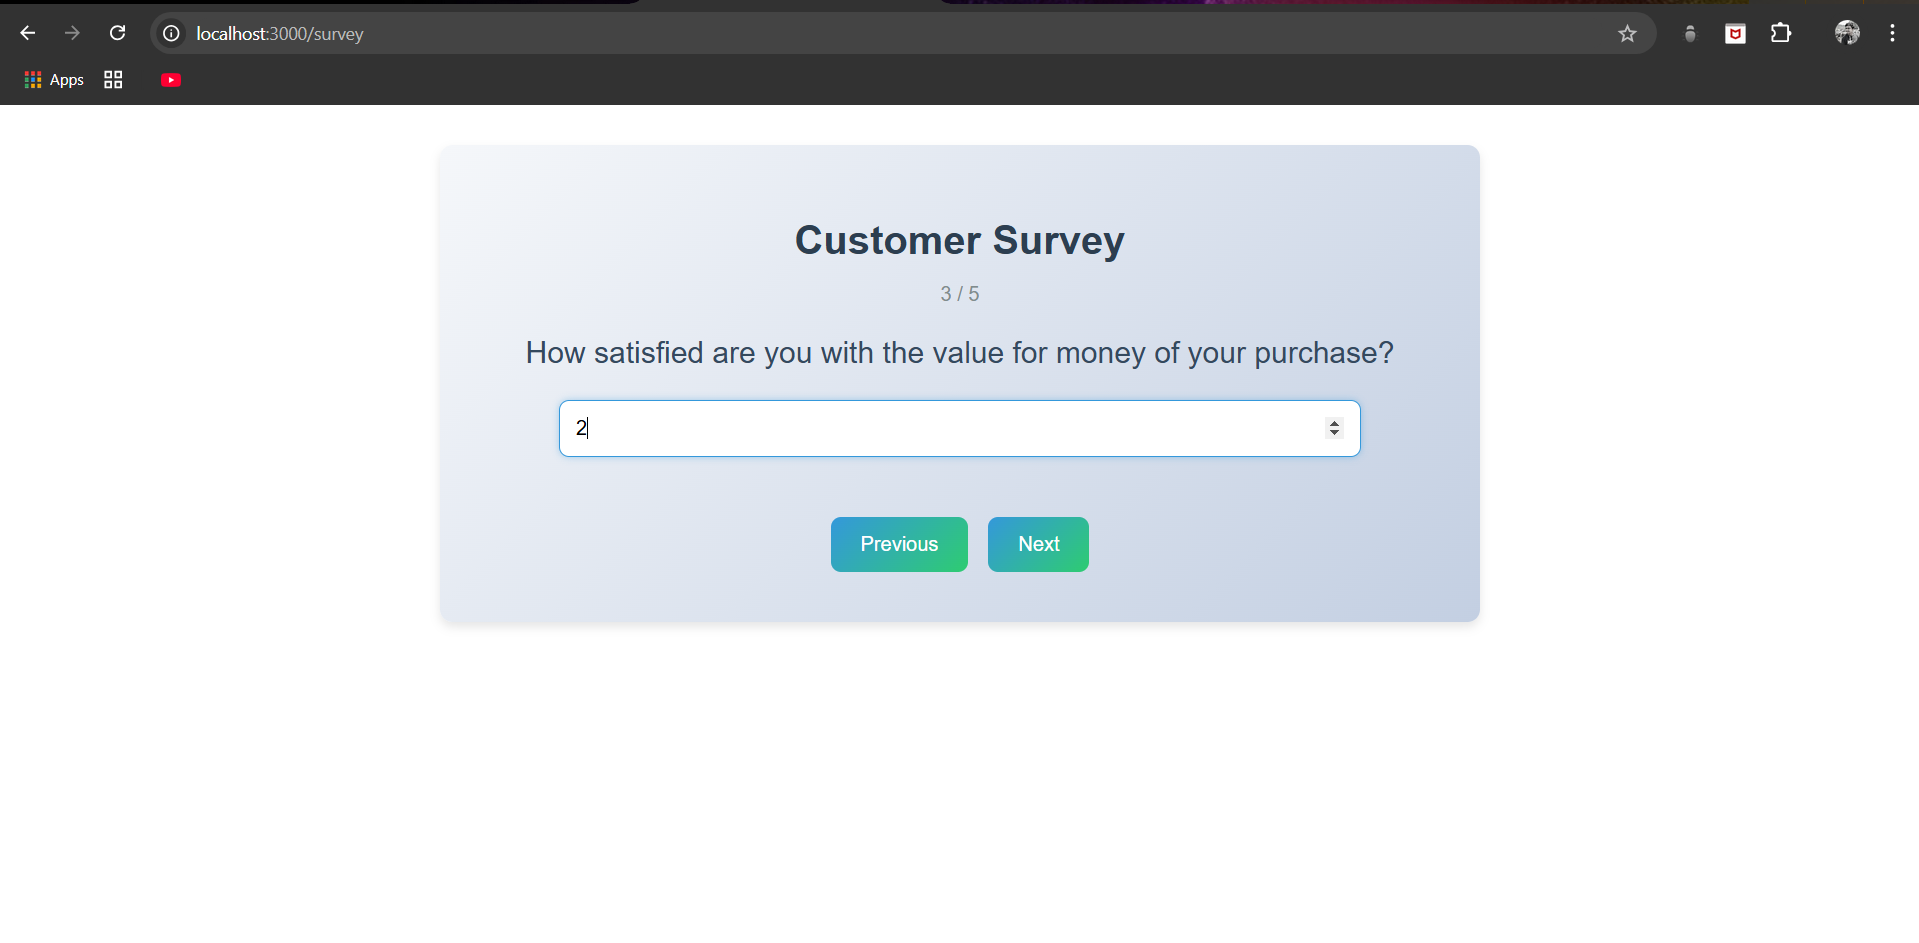 localhost:3000/survey
Apps
Customer Survey
3 / 5
How satisfied are you with the value for money of your purchase?
2
Previous
Next